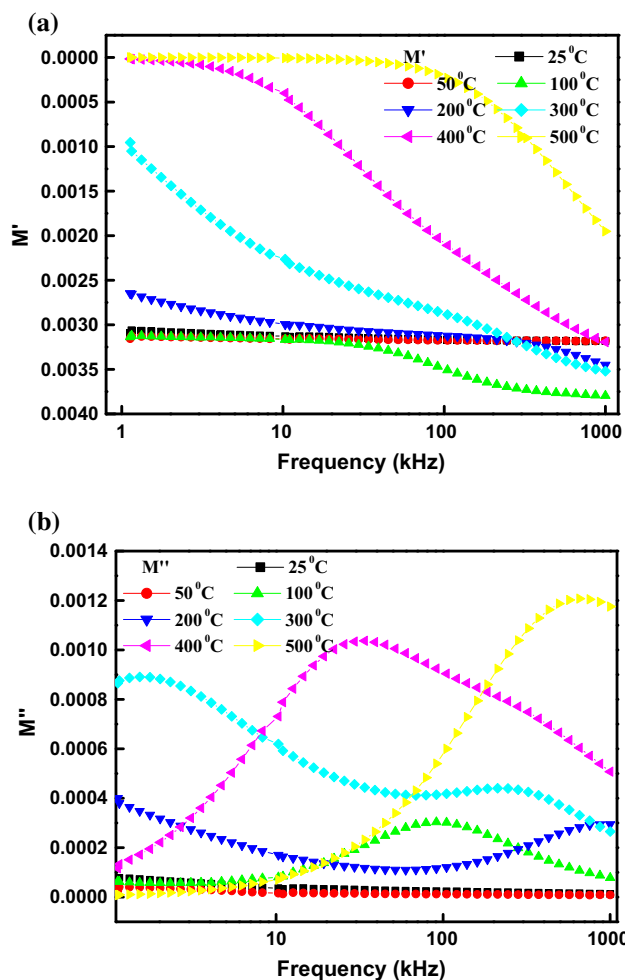 (a)
0.0000
0.0005
0.0010
0.0015
0.0020
0.0025
0.0030
0.0035
0.0040
M'
M'
25⁰C
50⁰C
100⁰C
200⁰C
300⁰C
400⁰C
500⁰C
1
10
100
1000
Frequency (kHz)
(b)
0.0014
0.0012
0.0010
0.0008
0.0006
0.0004
0.0002
0.0000
M''
M''
25⁰C
50⁰C
100⁰C
200⁰C
300⁰C
400⁰C
500⁰C
10
100
1000
Frequency (kHz)